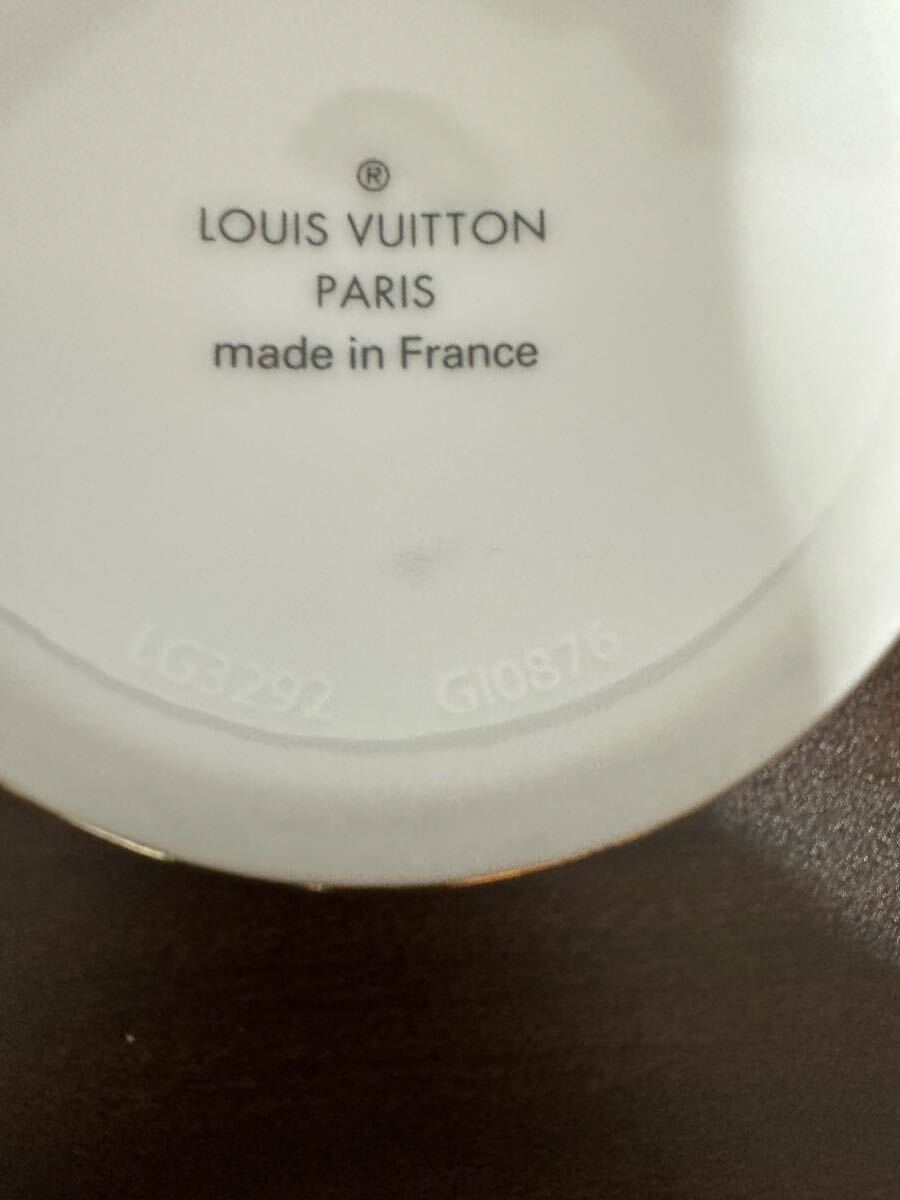 ®
LOUIS VUITTON
PARIS
made in France
LG3292 GI0876